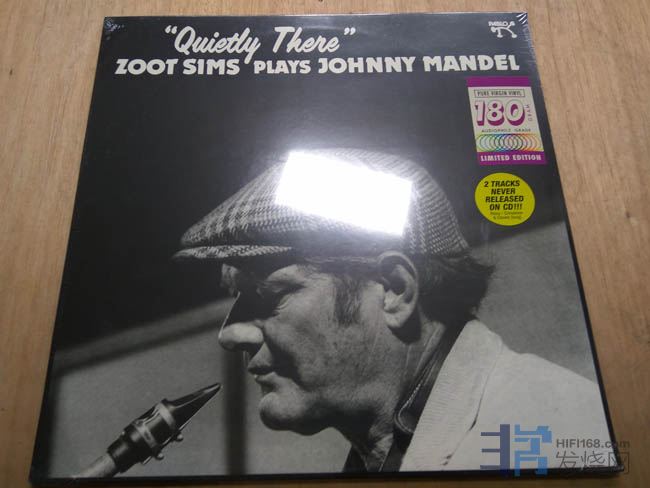 PABLO
"Quietly There"
ZOOT SIMS PLAYS JOHNNY MANDEL
PURE VIRGIN VINYL
180
GRAM
AUDIOPHILE GRADE
LIMITED EDITION
2 TRACKS
NEVER
RELEASED
ON CD!!!
HIFI168.com
发烧网